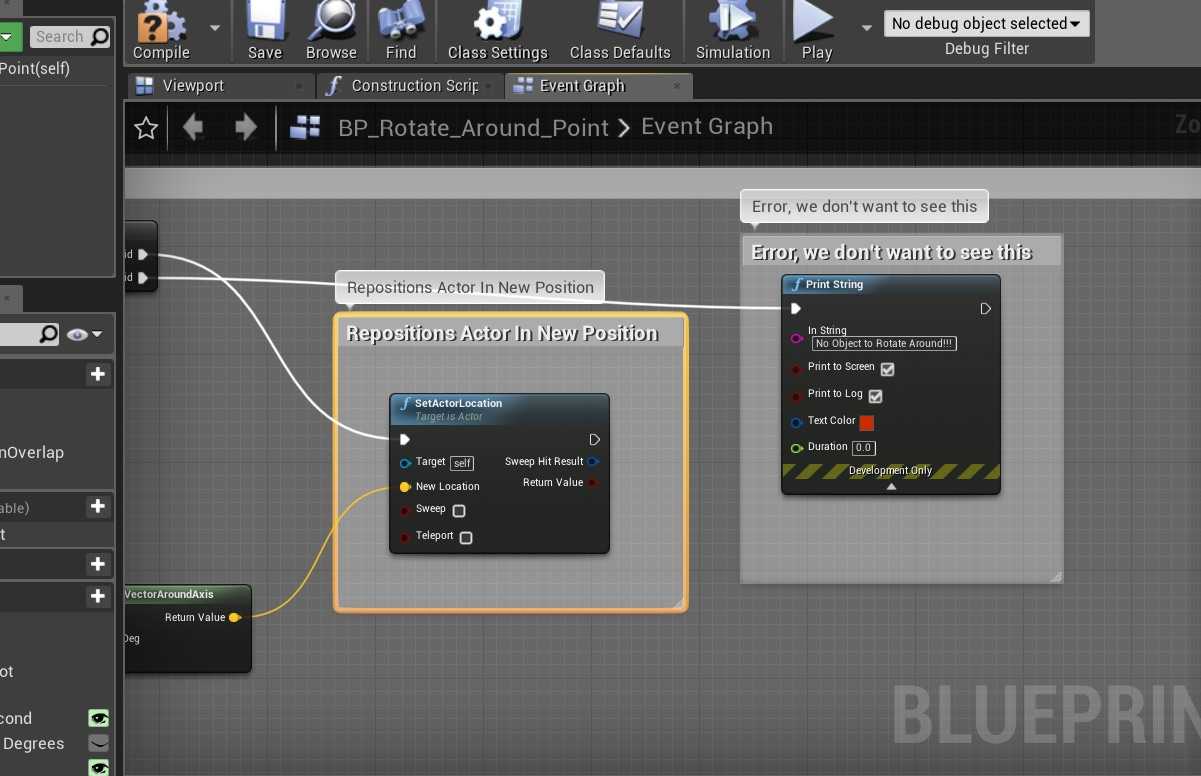 Compile
Save
Browse
Find
Class Settings
Class Defaults
Simulation
Play
No debug object selected
Debug Filter
Search
Point(self)
Viewport
Construction Scrip
Event Graph
BP_Rotate_Around_Point > Event Graph
Zo
id
id
Repositions Actor In New Position
Repositions Actor In New Position
SetActorLocation
Target is Actor
Target self
New Location
Sweep
Teleport
Sweep Hit Result
Return Value
Error, we don't want to see this
Error, we don't want to see this
Print String
In String
No Object to Rotate Around!!!
Print to Screen
Print to Log
Text Color
Duration 0.0
Development Only
VectorAroundAxis
Return Value
Deg
nOverlap
able)
t
ot
cond
Degrees
BLUEPRIN